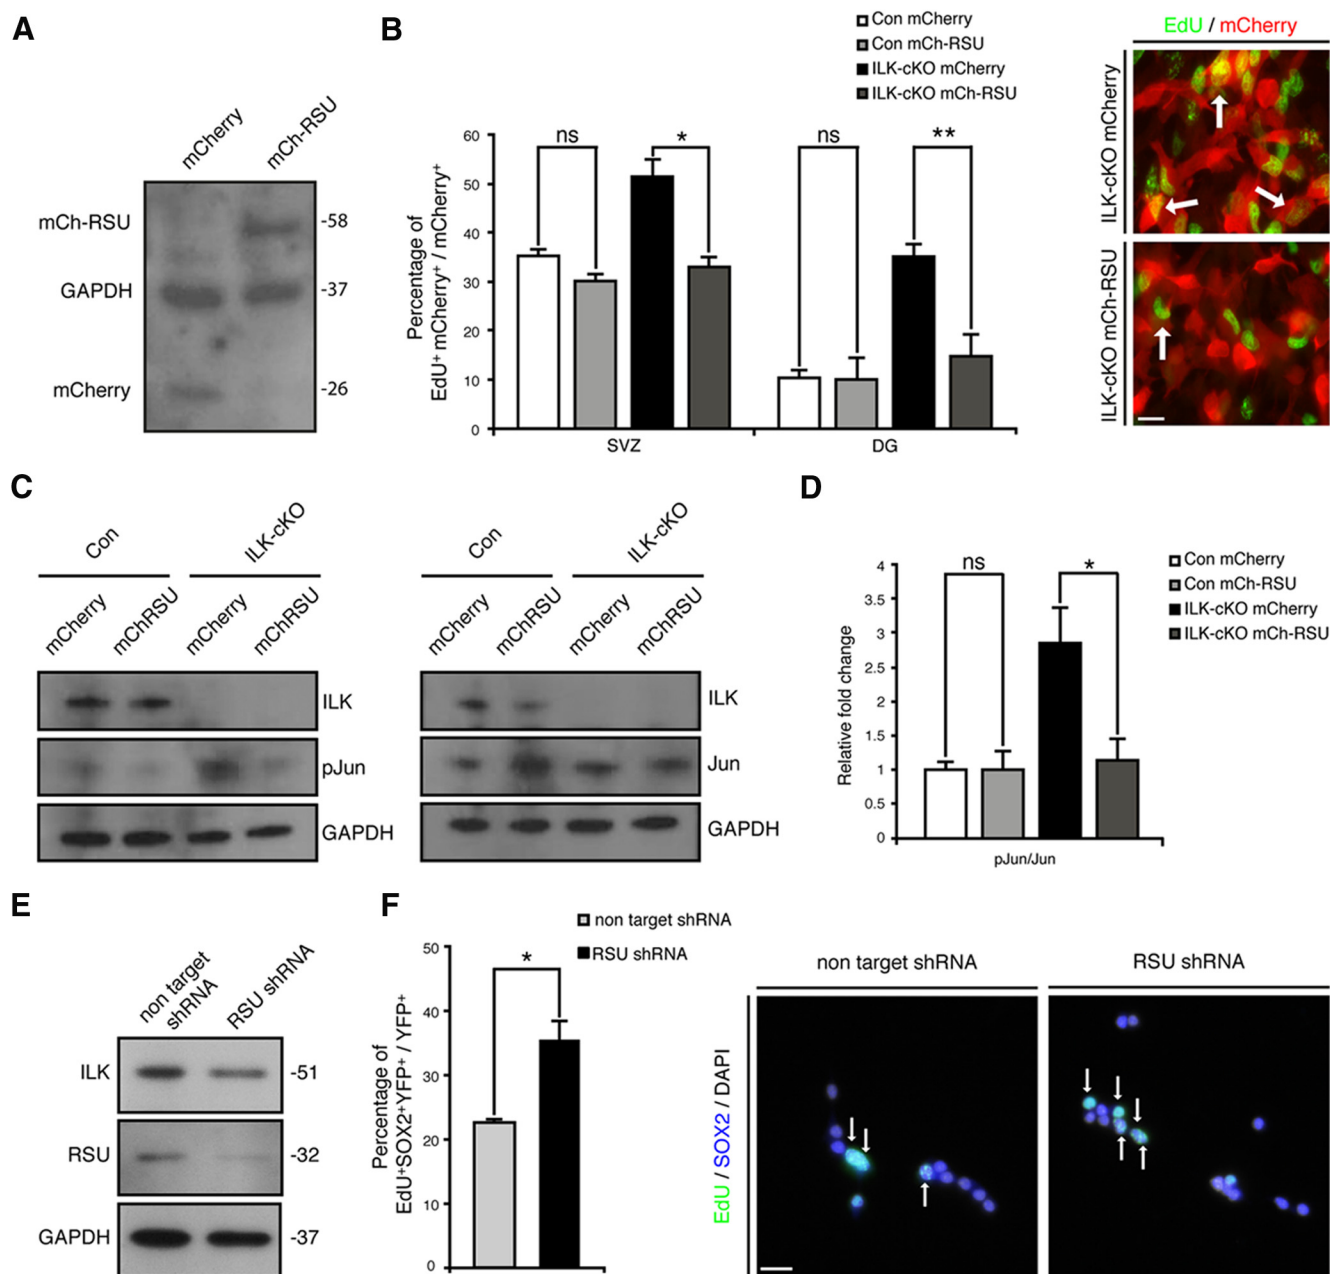 A
mCherry
mCh-RSU
mCh-RSU
-58
GAPDH
-37
mCherry
-26
B
Con mCherry
Con mCh-RSU
ILK-cKO mCherry
ILK-cKO mCh-RSU
Percentage of
EdU⁺ mCherry⁺ / mCherry⁺
60
50
40
30
20
10
0
ns
*
ns
**
SVZ
DG
EdU / mCherry
ILK-cKO mCherry
ILK-cKO mCh-RSU
C
Con
ILK-cKO
mCherry
mChRSU
mCherry
mChRSU
ILK
pJun
GAPDH
Con
ILK-cKO
mCherry
mChRSU
mCherry
mChRSU
ILK
Jun
GAPDH
D
Con mCherry
Con mCh-RSU
ILK-cKO mCherry
ILK-cKO mCh-RSU
Relative fold change
4
3.5
3
2.5
2
1.5
1
0.5
0
ns
*
pJun/Jun
E
non target
shRNA
RSU shRNA
ILK
-51
RSU
-32
GAPDH
-37
F
non target shRNA
RSU shRNA
Percentage of
EdU⁺SOX2⁺YFP⁺ / YFP⁺
50
40
30
20
10
0
*
non target shRNA
RSU shRNA
EdU / SOX2 / DAPI